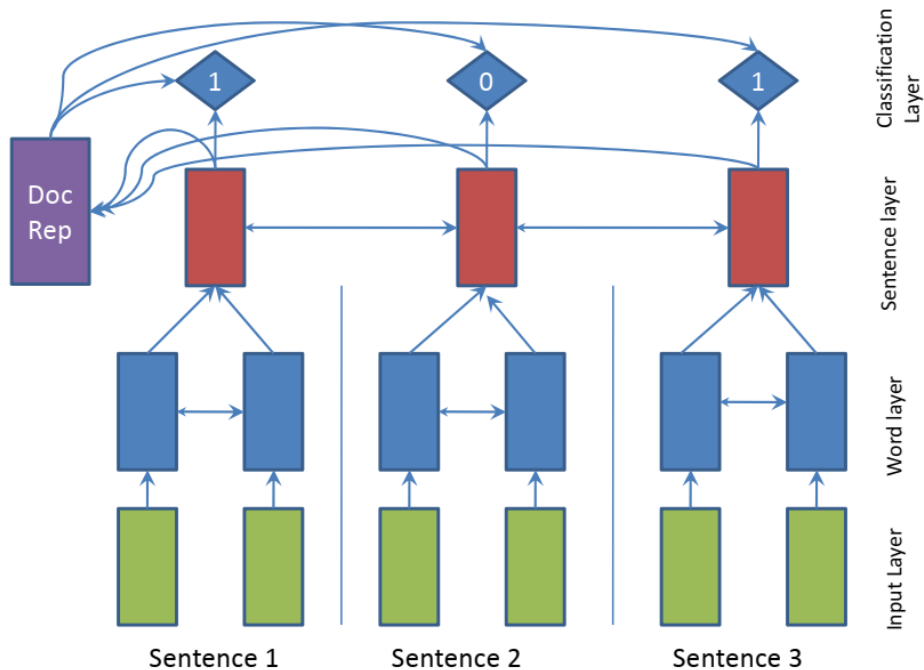 Classification
Layer
1
0
1
Doc
Rep
Sentence layer
Word layer
Input Layer
Sentence 1
Sentence 2
Sentence 3